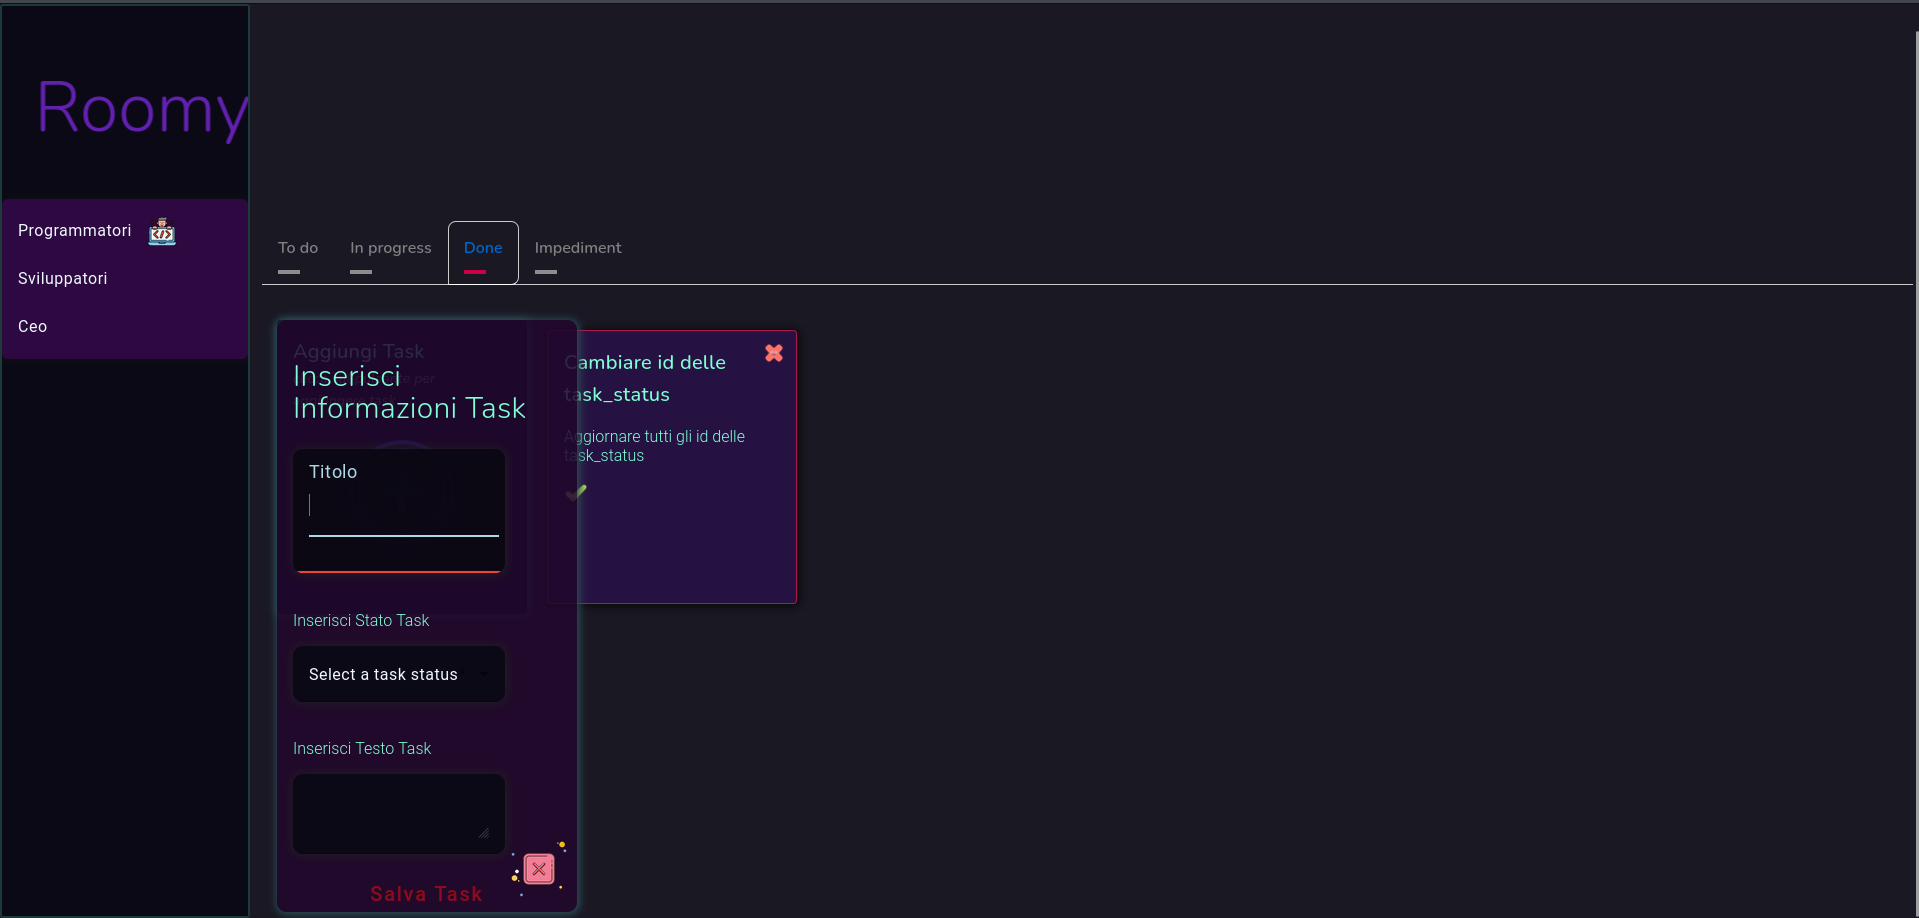 Roomy
Programmatori
Sviluppatori
Ceo
To do
In progress
Done
Impediment
Aggiungi Task
per
Inserisci
Informazioni Task
Titolo
Inserisci Stato Task
Select a task status
Inserisci Testo Task
Salva Task
Cambiare id delle
task_status
Aggiornare tutti gli id delle
task_status